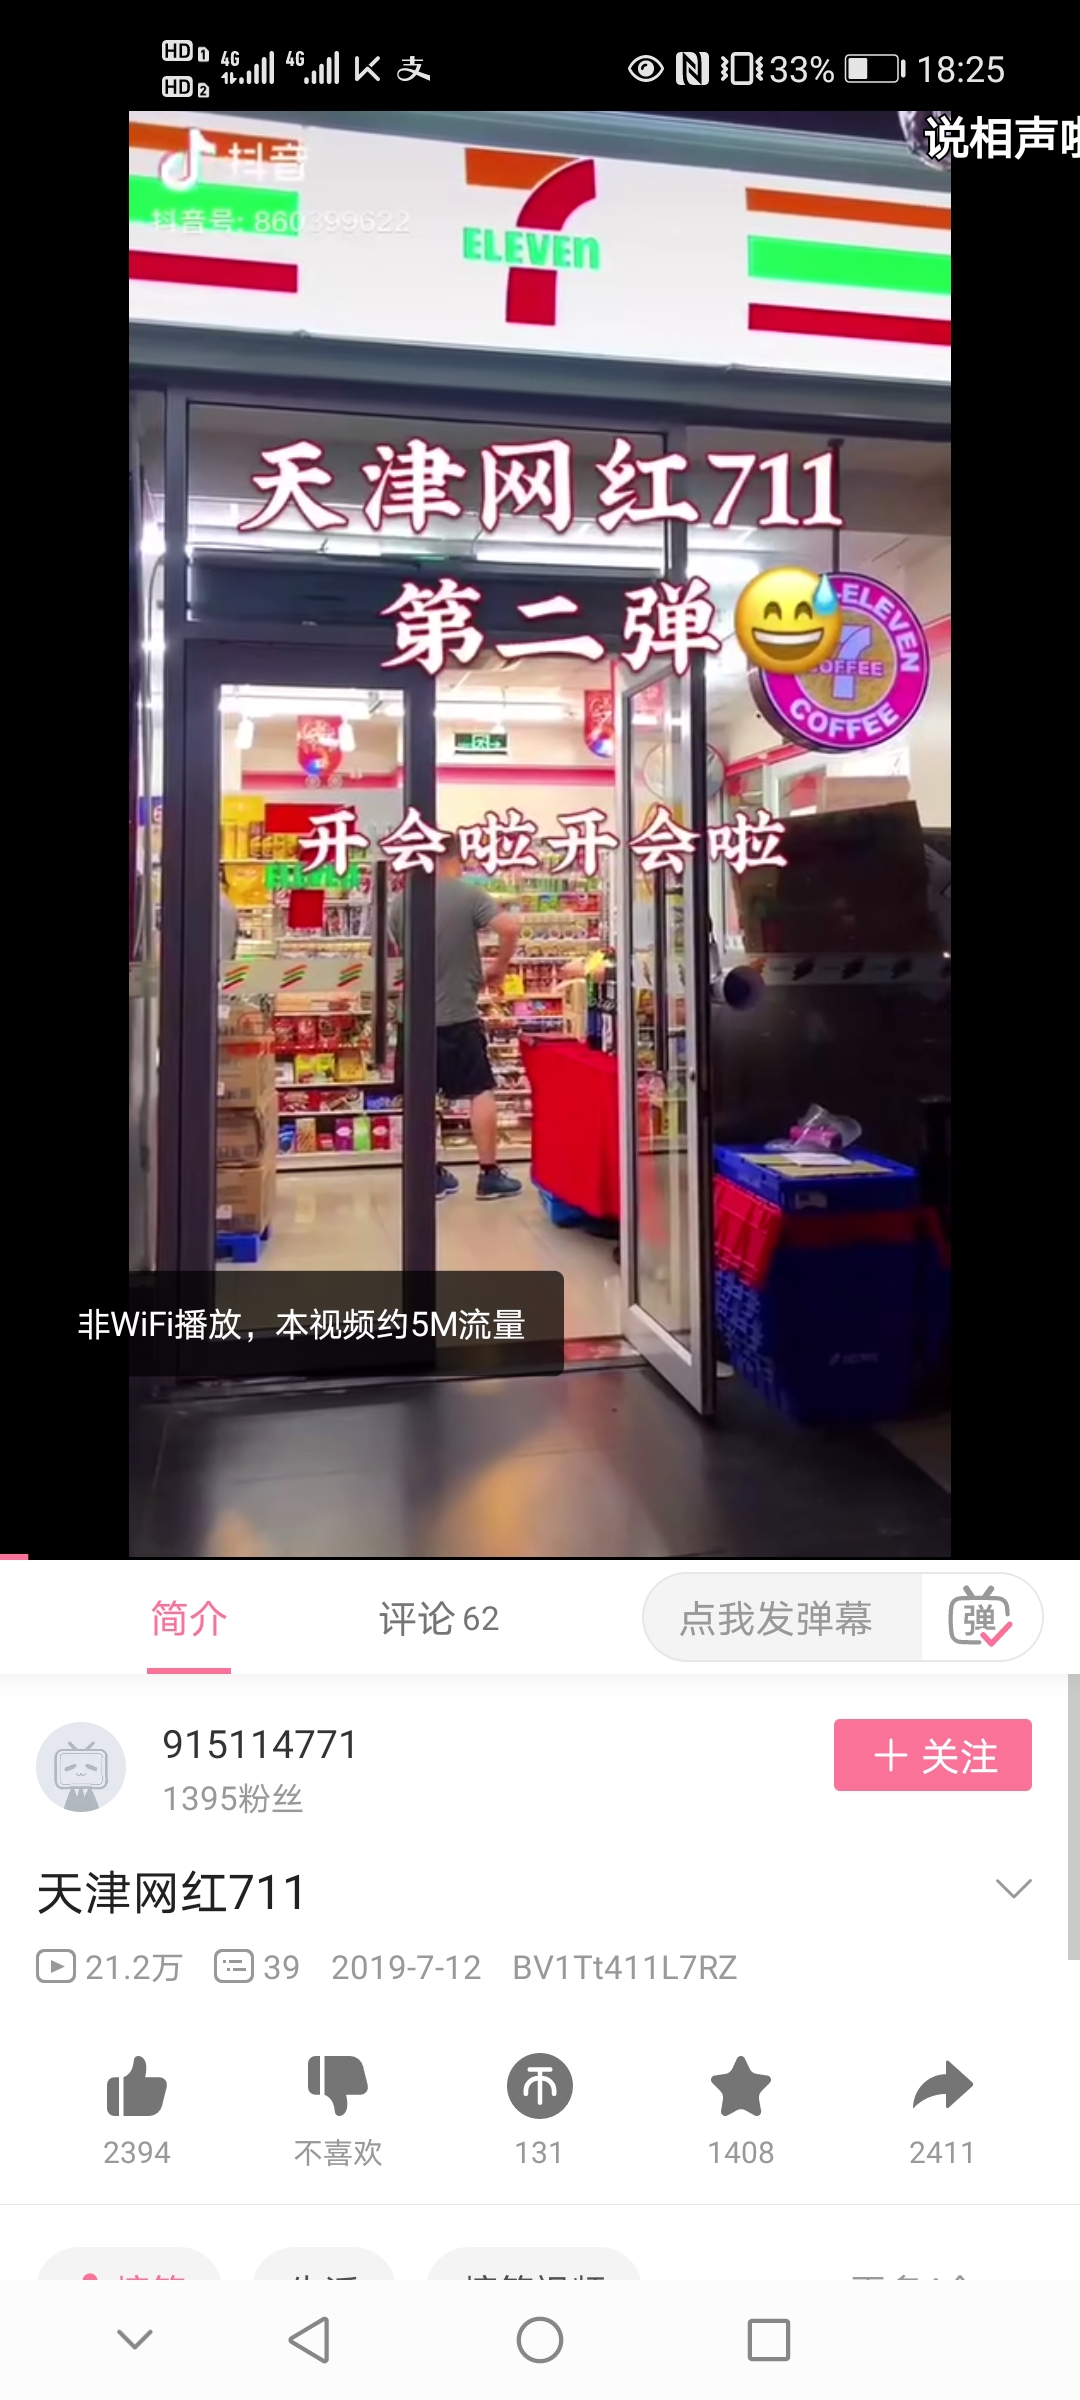 HD 1 4G 4G 33% 18:25
HD 2
说相声啦
抖音
抖音号: 860399622
7
ELEVEn
天津网红711
第二弹
-ELEVEN
7
COFFEE
COFFEE
开会啦开会啦
ELEVEn
非WiFi播放，本视频约5M流量
简介 评论 62 点我发弹幕 弹
915114771
1395粉丝
+ 关注
天津网红711
21.2万 39 2019-7-12 BV1Tt411L7RZ
2394 不喜欢 131 1408 2411